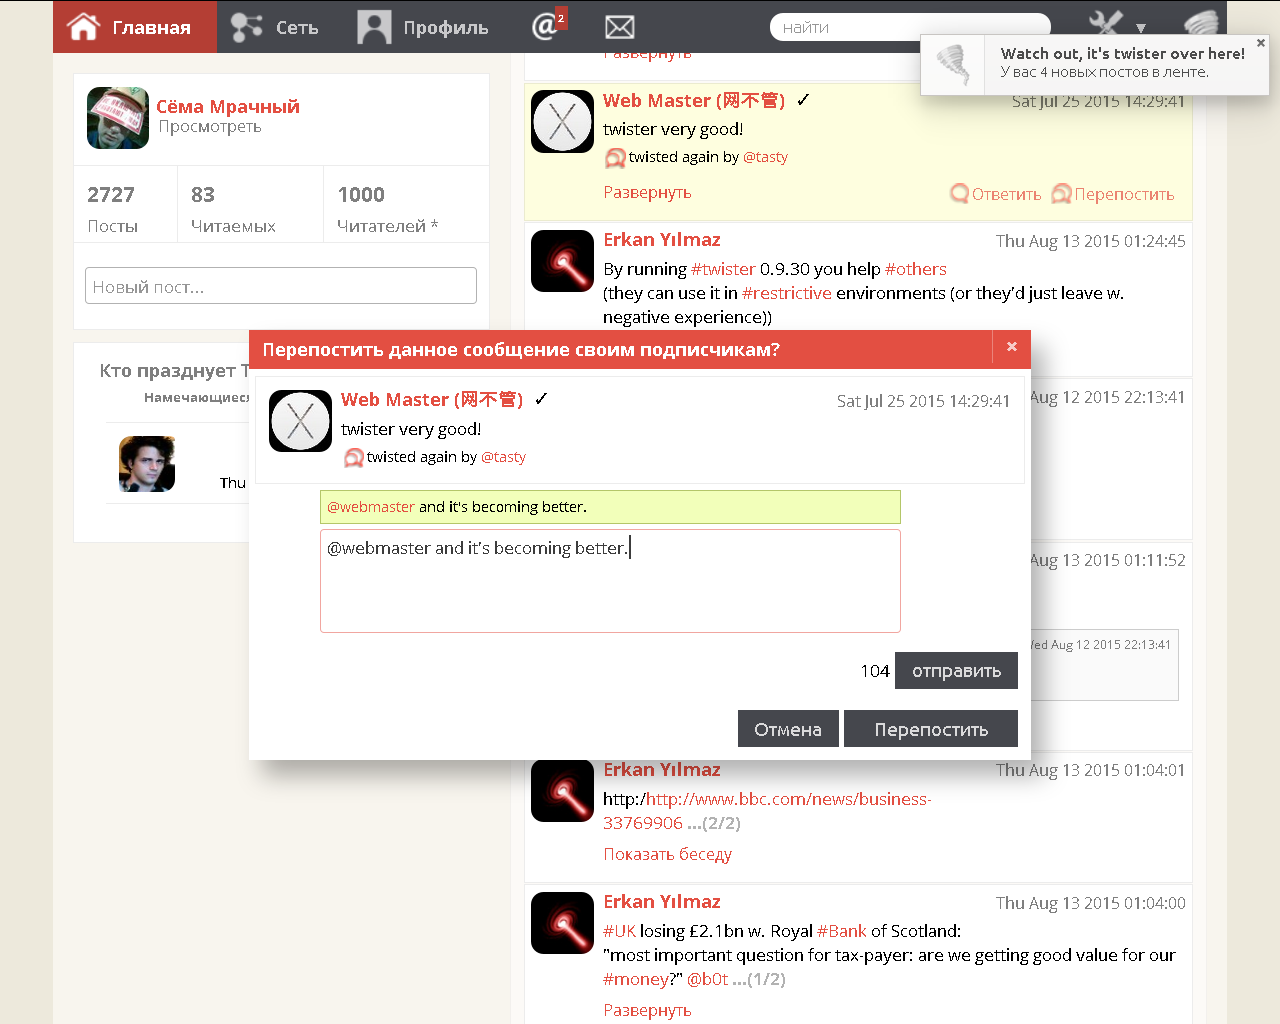 Главная
Сеть
Профиль
@
2
найти
▼
Watch out, it's twister over here!
У вас 4 новых постов в ленте.
Сёма Мрачный
Просмотреть
2727
Посты
83
Читаемых
1000
Читателей *
Новый пост...
Кто празднует Т
Намечающиес
Thu
Развернуть
Web Master (网不管) ✓
Sat Jul 25 2015 14:29:41
twister very good!
twisted again by @tasty
Развернуть
Ответить
Перепостить
Erkan Yılmaz
Thu Aug 13 2015 01:24:45
By running #twister 0.9.30 you help #others
(they can use it in #restrictive environments (or they'd just leave w.
negative experience))
Перепостить данное сообщение своим подписчикам?
Web Master (网不管) ✓
Sat Jul 25 2015 14:29:41
twister very good!
twisted again by @tasty
@webmaster and it's becoming better.
@webmaster and it's becoming better.
104
отправить
Отмена
Перепостить
Aug 12 2015 22:13:41
Aug 13 2015 01:11:52
ed Aug 12 2015 22:13:41
Erkan Yılmaz
Thu Aug 13 2015 01:04:01
http:/http://www.bbc.com/news/business-
33769906 ...(2/2)
Показать беседу
Erkan Yılmaz
Thu Aug 13 2015 01:04:00
#UK losing £2.1bn w. Royal #Bank of Scotland:
"most important question for tax-payer: are we getting good value for our
#money?" @b0t ...(1/2)
Развернуть